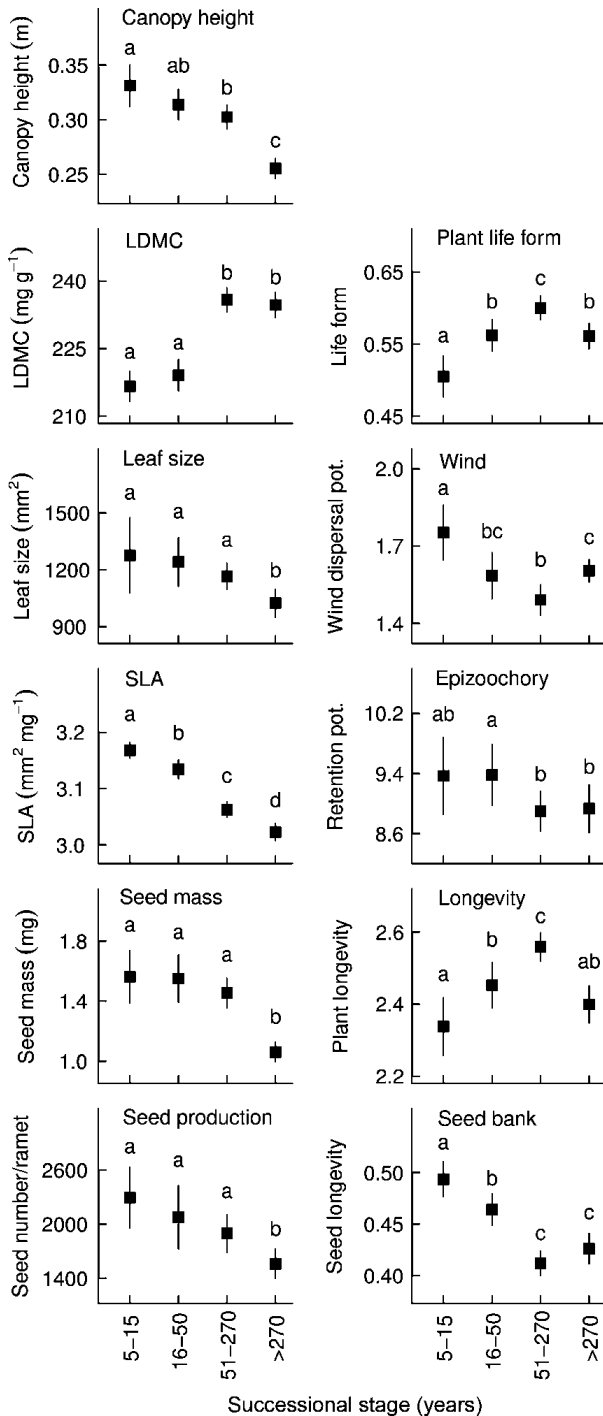 Canopy height
Canopy height (m)
0.35
0.30
0.25
a
ab
b
c
LDMC
LDMC (mg g⁻¹)
240
225
210
a
a
b
b
Plant life form
Life form
0.65
0.55
0.45
a
b
c
b
Leaf size
Leaf size (mm²)
1500
1200
900
a
a
a
b
Wind
Wind dispersal pot.
2.0
1.7
1.4
a
bc
b
c
SLA
SLA (mm² mg⁻¹)
3.2
3.1
3.0
a
b
c
d
Epizoochory
Retention pot.
10.2
9.4
8.6
ab
a
b
b
Seed mass
Seed mass (mg)
1.8
1.4
1.0
a
a
a
b
Longevity
Plant longevity
2.6
2.4
2.2
a
b
c
ab
Seed production
Seed number/ramet
2600
2000
1400
a
a
a
b
Seed bank
Seed longevity
0.50
0.45
0.40
a
b
c
c
5–15
16–50
51–270
>270
5–15
16–50
51–270
>270
Successional stage (years)